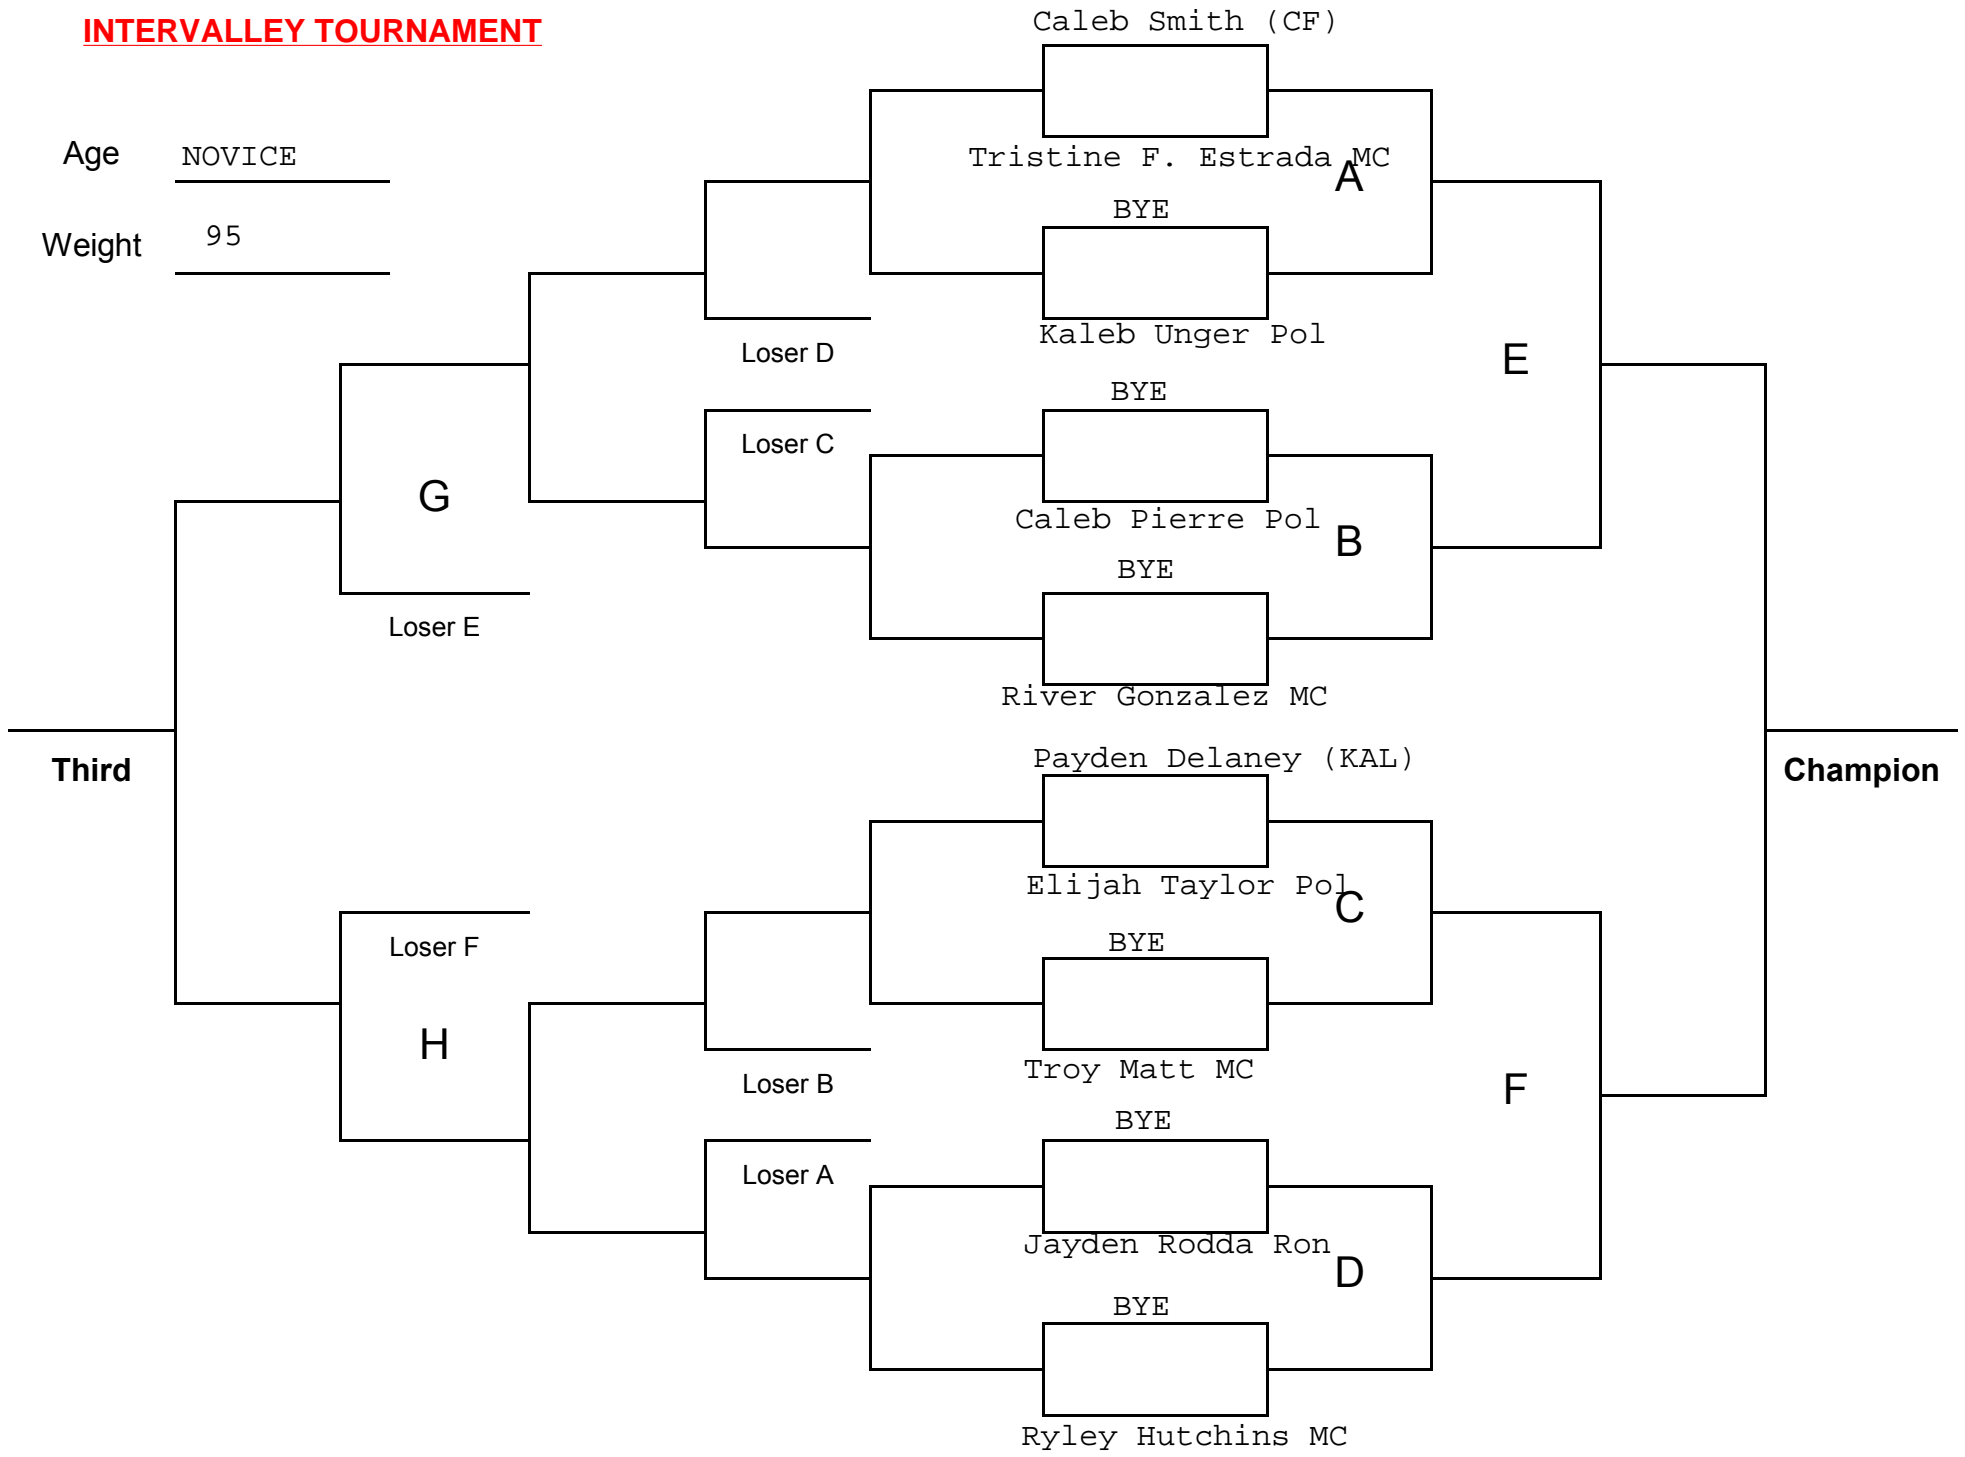 INTERVALLEY TOURNAMENT
Caleb Smith (CF)
Age NOVICE
Tristine F. Estrada MC
A
BYE
Weight 95
Kaleb Unger Pol
Loser D
E
BYE
Loser C
G
Caleb Pierre Pol
B
BYE
Loser E
River Gonzalez MC
Payden Delaney (KAL)
Third
Champion
Elijah Taylor Pol
C
Loser F
BYE
H
Troy Matt MC
Loser B
F
BYE
Loser A
Jayden Rodda Ron
D
BYE
Ryley Hutchins MC